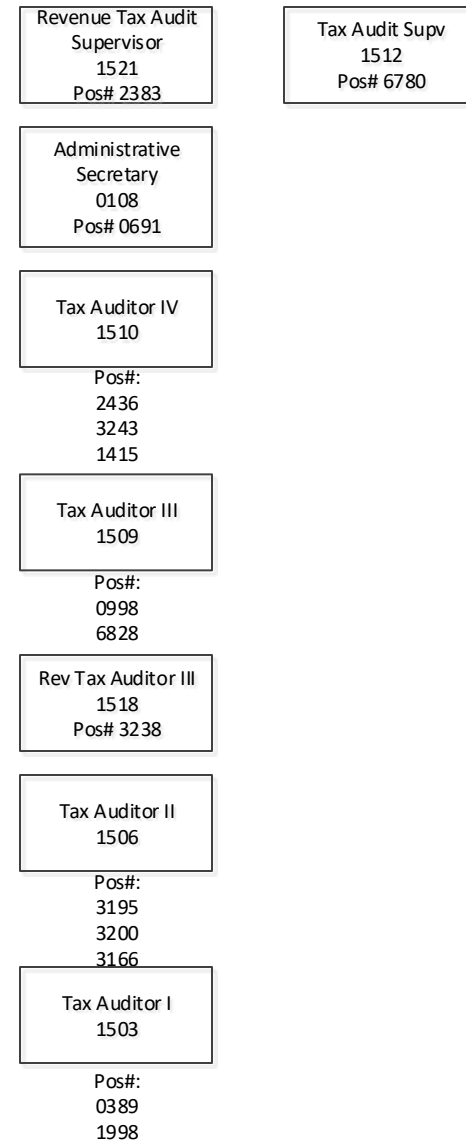 Revenue Tax Audit
Supervisor
1521
Pos# 2383
Tax Audit Supv
1512
Pos# 6780
Administrative
Secretary
0108
Pos# 0691
Tax Auditor IV
1510
Pos#:
2436
3243
1415
Tax Auditor III
1509
Pos#:
0998
6828
Rev Tax Auditor III
1518
Pos# 3238
Tax Auditor II
1506
Pos#:
3195
3200
3166
Tax Auditor I
1503
Pos#:
0389
1998